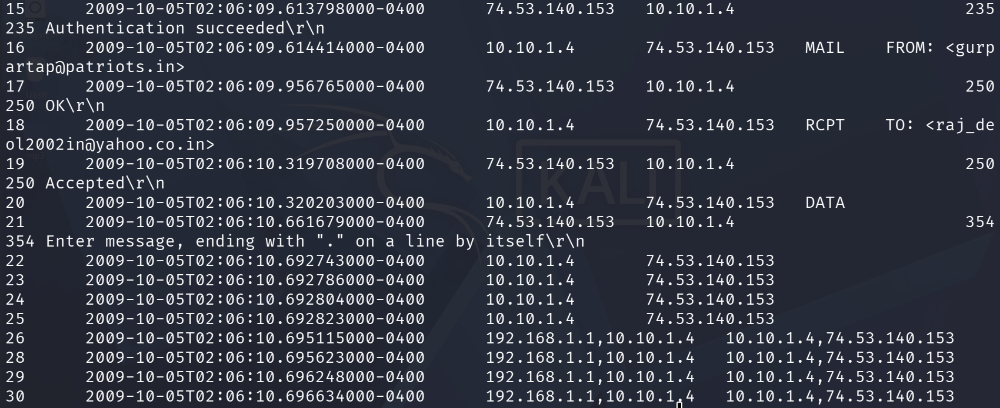 15 2009-10-05T02:06:09.613798000-0400 74.53.140.153 10.10.1.4 235
235 Authentication succeeded\r\n
16 2009-10-05T02:06:09.614414000-0400 10.10.1.4 74.53.140.153 MAIL FROM: <gurp
artap@patriots.in>
17 2009-10-05T02:06:09.956765000-0400 74.53.140.153 10.10.1.4 250
250 OK\r\n
18 2009-10-05T02:06:09.957250000-0400 10.10.1.4 74.53.140.153 RCPT TO: <raj_de
ol2002in@yahoo.co.in>
19 2009-10-05T02:06:10.319708000-0400 74.53.140.153 10.10.1.4 250
250 Accepted\r\n
20 2009-10-05T02:06:10.320203000-0400 10.10.1.4 74.53.140.153 DATA
21 2009-10-05T02:06:10.661679000-0400 74.53.140.153 10.10.1.4 354
354 Enter message, ending with "." on a line by itself\r\n
22 2009-10-05T02:06:10.692743000-0400 10.10.1.4 74.53.140.153
23 2009-10-05T02:06:10.692786000-0400 10.10.1.4 74.53.140.153
24 2009-10-05T02:06:10.692804000-0400 10.10.1.4 74.53.140.153
25 2009-10-05T02:06:10.692823000-0400 10.10.1.4 74.53.140.153
26 2009-10-05T02:06:10.695115000-0400 192.168.1.1,10.10.1.4 10.10.1.4,74.53.140.153
28 2009-10-05T02:06:10.695623000-0400 192.168.1.1,10.10.1.4 10.10.1.4,74.53.140.153
29 2009-10-05T02:06:10.696248000-0400 192.168.1.1,10.10.1.4 10.10.1.4,74.53.140.153
30 2009-10-05T02:06:10.696634000-0400 192.168.1.1,10.10.1.4 10.10.1.4,74.53.140.153
Trash
mp3
KALI